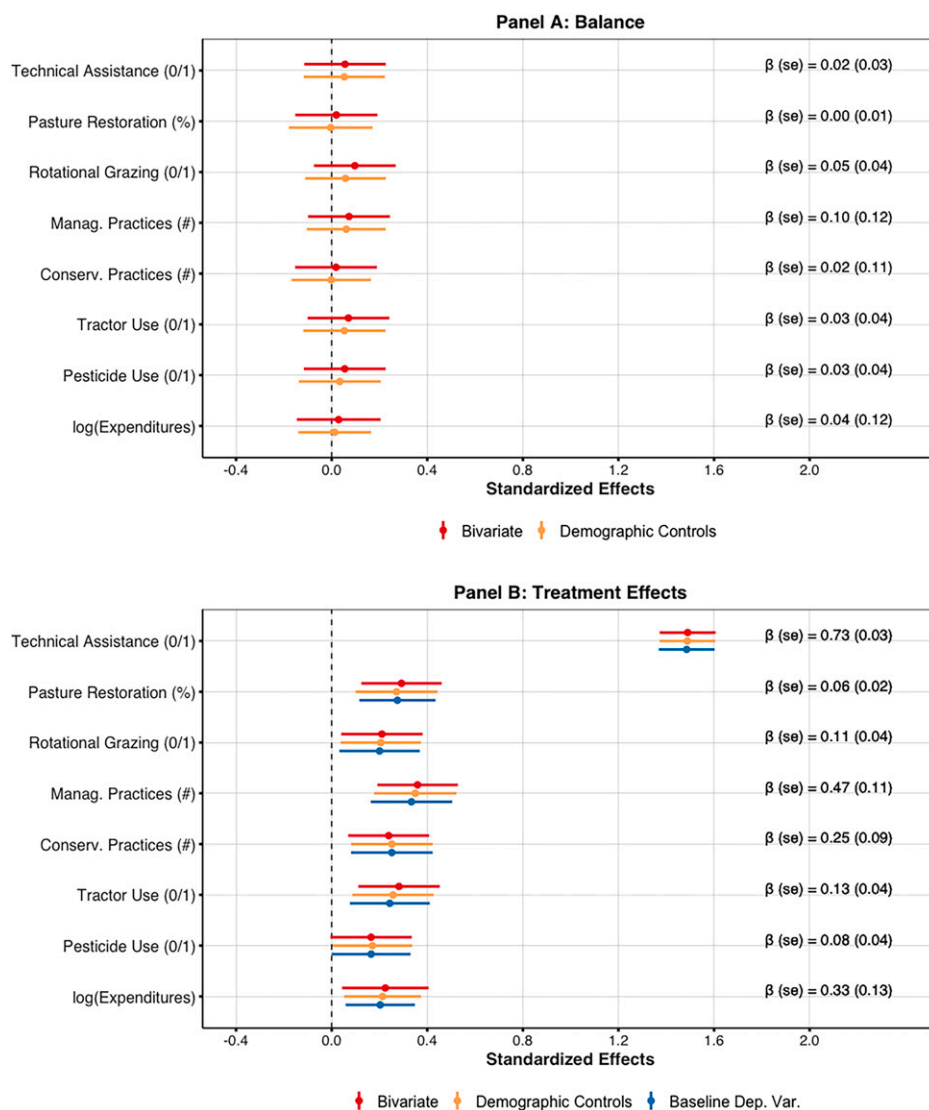 Panel A: Balance
Technical Assistance (0/1) β (se) = 0.02 (0.03)
Pasture Restoration (%) β (se) = 0.00 (0.01)
Rotational Grazing (0/1) β (se) = 0.05 (0.04)
Manag. Practices (#) β (se) = 0.10 (0.12)
Conserv. Practices (#) β (se) = 0.02 (0.11)
Tractor Use (0/1) β (se) = 0.03 (0.04)
Pesticide Use (0/1) β (se) = 0.03 (0.04)
log(Expenditures) β (se) = 0.04 (0.12)
-0.4 0.0 0.4 0.8 1.2 1.6 2.0
Standardized Effects
Bivariate Demographic Controls
Panel B: Treatment Effects
Technical Assistance (0/1) β (se) = 0.73 (0.03)
Pasture Restoration (%) β (se) = 0.06 (0.02)
Rotational Grazing (0/1) β (se) = 0.11 (0.04)
Manag. Practices (#) β (se) = 0.47 (0.11)
Conserv. Practices (#) β (se) = 0.25 (0.09)
Tractor Use (0/1) β (se) = 0.13 (0.04)
Pesticide Use (0/1) β (se) = 0.08 (0.04)
log(Expenditures) β (se) = 0.33 (0.13)
-0.4 0.0 0.4 0.8 1.2 1.6 2.0
Standardized Effects
Bivariate Demographic Controls Baseline Dep. Var.